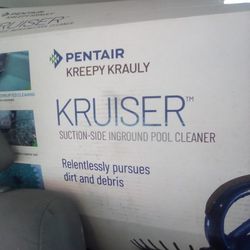 PENTAIR
KREEPY KRAULY
KRUISER™
SUCTION-SIDE INGROUND POOL CLEANER
Relentlessly pursues
dirt and debris